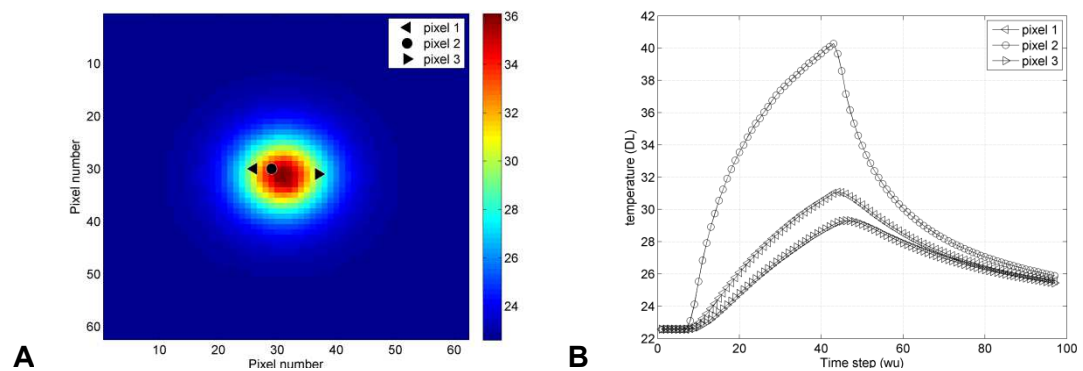 pixel 1
pixel 2
pixel 3
10
20
30
40
50
60
Pixel number
10 20 30 40 50 60
Pixel number
36
34
32
30
28
26
24
A
42
40
38
36
34
32
30
28
26
24
22
temperature (DL)
pixel 1
pixel 2
pixel 3
0 20 40 60 80 100
Time step (wu)
B